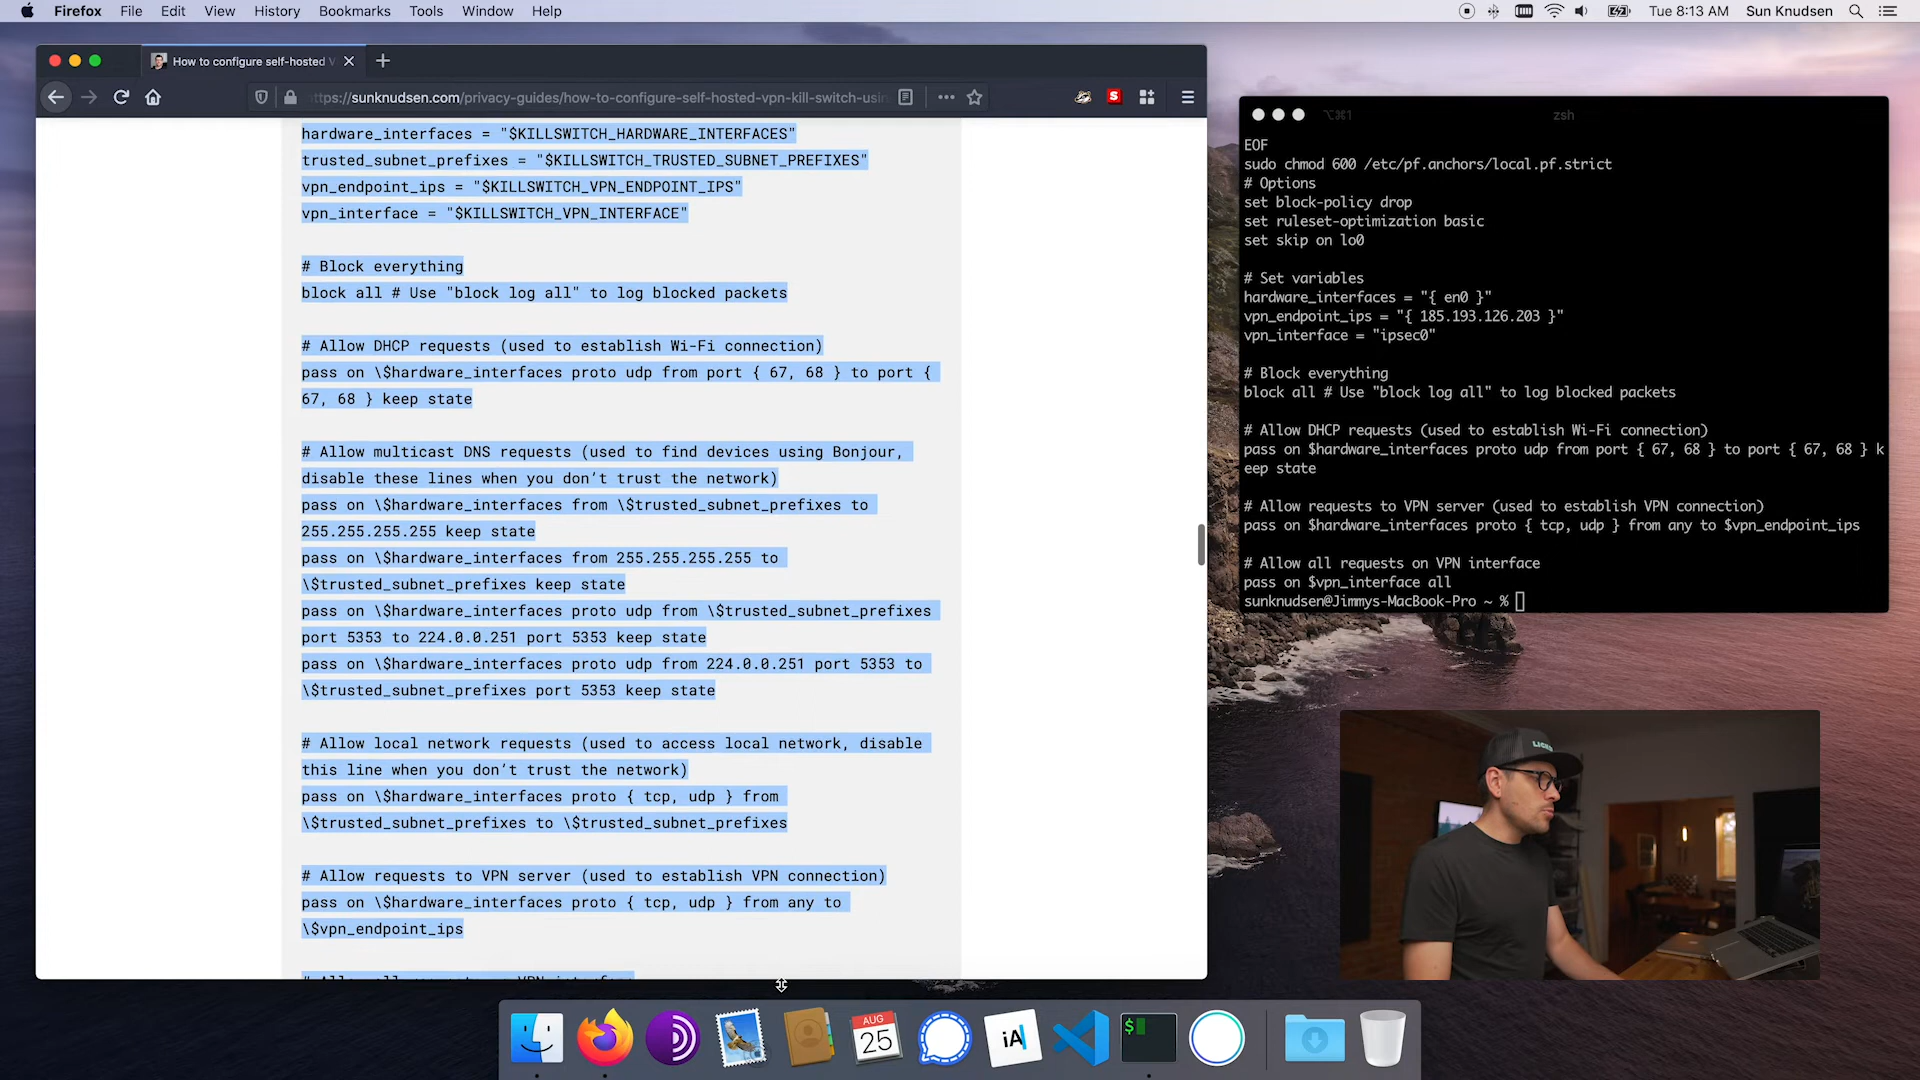 Firefox File Edit View History Bookmarks Tools Window Help
Tue 8:13 AM Sun Knudsen
How to configure self-hosted V
https://sunknudsen.com/privacy-guides/how-to-configure-self-hosted-vpn-kill-switch-usin
hardware_interfaces = "$KILLSWITCH_HARDWARE_INTERFACES"
trusted_subnet_prefixes = "$KILLSWITCH_TRUSTED_SUBNET_PREFIXES"
vpn_endpoint_ips = "$KILLSWITCH_VPN_ENDPOINT_IPS"
vpn_interface = "$KILLSWITCH_VPN_INTERFACE"
# Block everything
block all # Use "block log all" to log blocked packets
# Allow DHCP requests (used to establish Wi-Fi connection)
pass on \$hardware_interfaces proto udp from port { 67, 68 } to port {
67, 68 } keep state
# Allow multicast DNS requests (used to find devices using Bonjour,
disable these lines when you don’t trust the network)
pass on \$hardware_interfaces from \$trusted_subnet_prefixes to
255.255.255.255 keep state
pass on \$hardware_interfaces from 255.255.255.255 to
\$trusted_subnet_prefixes keep state
pass on \$hardware_interfaces proto udp from \$trusted_subnet_prefixes
port 5353 to 224.0.0.251 port 5353 keep state
pass on \$hardware_interfaces proto udp from 224.0.0.251 port 5353 to
\$trusted_subnet_prefixes port 5353 keep state
# Allow local network requests (used to access local network, disable
this line when you don’t trust the network)
pass on \$hardware_interfaces proto { tcp, udp } from
\$trusted_subnet_prefixes to \$trusted_subnet_prefixes
# Allow requests to VPN server (used to establish VPN connection)
pass on \$hardware_interfaces proto { tcp, udp } from any to
\$vpn_endpoint_ips
⌥⌘1 zsh
EOF
sudo chmod 600 /etc/pf.anchors/local.pf.strict
# Options
set block-policy drop
set ruleset-optimization basic
set skip on lo0
# Set variables
hardware_interfaces = "{ en0 }"
vpn_endpoint_ips = "{ 185.193.126.203 }"
vpn_interface = "ipsec0"
# Block everything
block all # Use "block log all" to log blocked packets
# Allow DHCP requests (used to establish Wi-Fi connection)
pass on $hardware_interfaces proto udp from port { 67, 68 } to port { 67, 68 } k
eep state
# Allow requests to VPN server (used to establish VPN connection)
pass on $hardware_interfaces proto { tcp, udp } from any to $vpn_endpoint_ips
# Allow all requests on VPN interface
pass on $vpn_interface all
sunknudsen@Jimmys-MacBook-Pro ~ %
AUG
25
iA
$